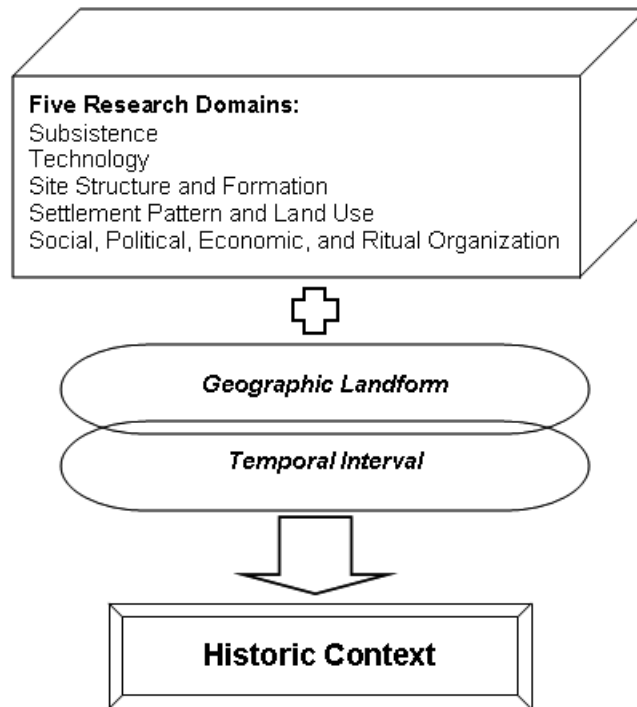 Five Research Domains:
Subsistence
Technology
Site Structure and Formation
Settlement Pattern and Land Use
Social, Political, Economic, and Ritual Organization
Geographic Landform
Temporal Interval
Historic Context